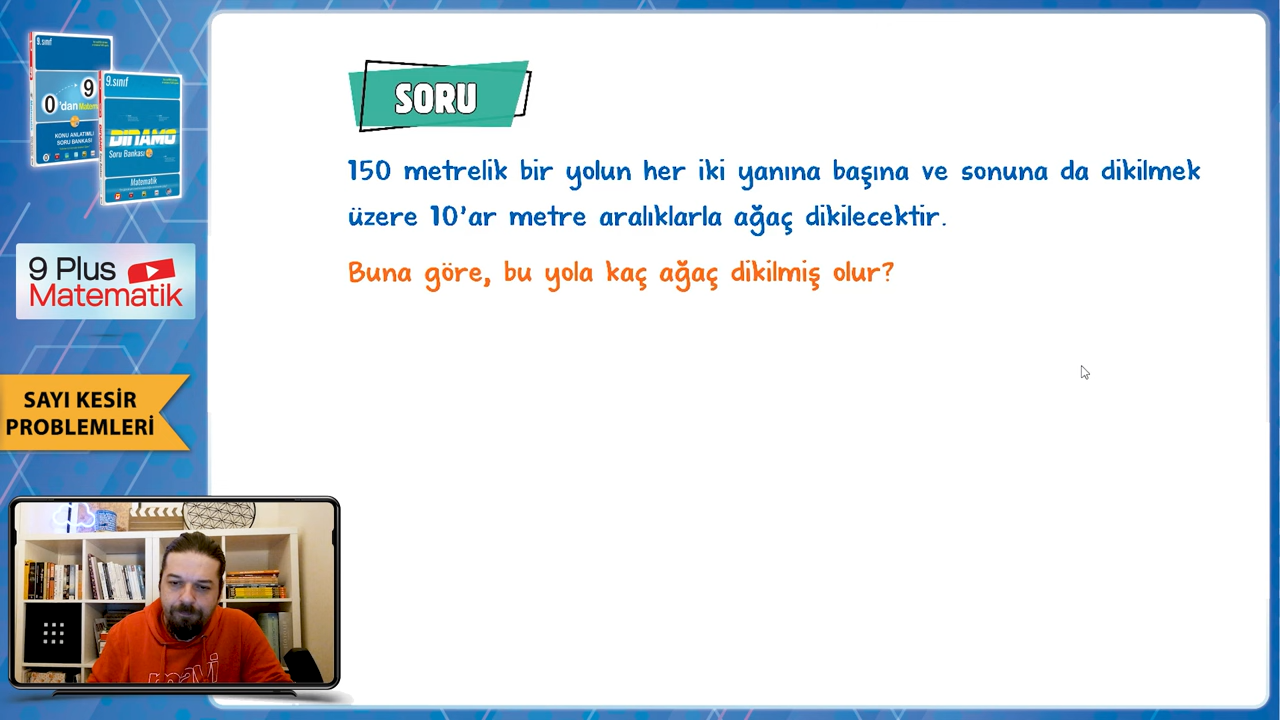 9.sınıf
9.sınıf
0'dan
9
KONU ANLATIMLI
SORU BANKASI
DİNAMO
Soru Bankası
Matematik
9 Plus
Matematik
SAYI KESİR
PROBLEMLERİ
SORU
150 metrelik bir yolun her iki yanına başına ve sonuna da dikilmek
üzere 10'ar metre aralıklarla ağaç dikilecektir.
Buna göre, bu yola kaç ağaç dikilmiş olur?
mavi